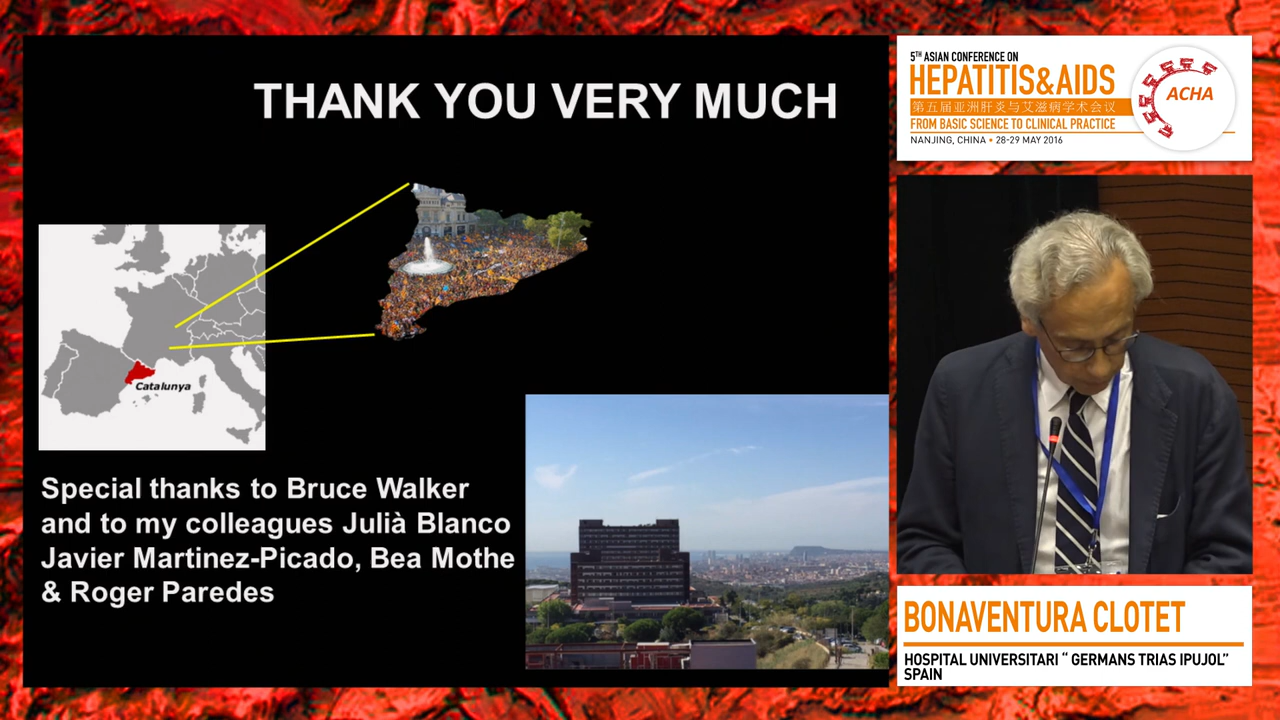 THANK YOU VERY MUCH
Catalunya
Special thanks to Bruce Walker
and to my colleagues Julià Blanco
Javier Martinez-Picado, Bea Mothe
& Roger Paredes
5TH ASIAN CONFERENCE ON
HEPATITIS&AIDS
第五届亚洲肝炎与艾滋病学术会议
FROM BASIC SCIENCE TO CLINICAL PRACTICE
NANJING, CHINA • 28-29 MAY 2016
ACHA
BONAVENTURA CLOTET
HOSPITAL UNIVERSITARI “ GERMANS TRIAS IPUJOL”
SPAIN